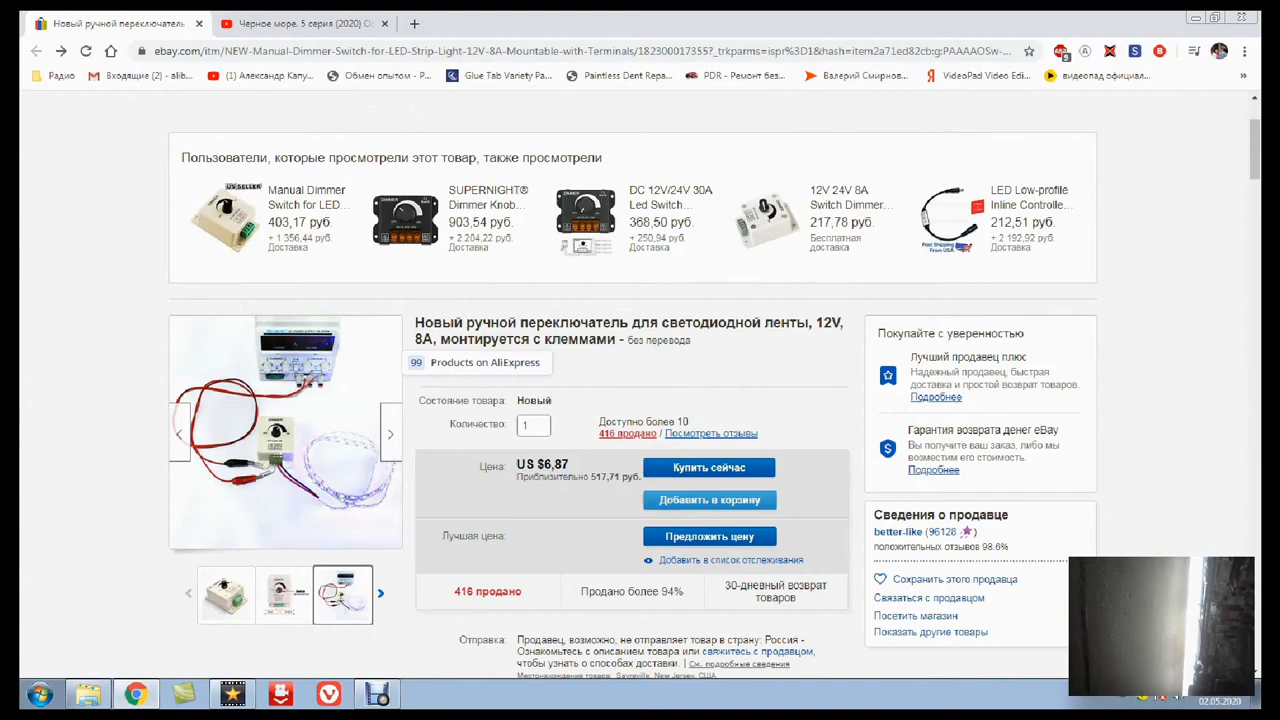 Новый ручной переключатель
Черное море. 5 серия (2020) Ос
ebay.com/itm/NEW-Manual-Dimmer-Switch-for-LED-Strip-Light-12V-8A-Mountable-with-Terminals/182300017355?_trkparms=ispr%3D1&hash=item2a71ed82cb:g:PAAAAOSw-...
Радио
Входящие (2) - alib...
(1) Александр Капу...
Обмен опытом - P...
Glue Tab Variety Pa...
Paintless Dent Repa...
PDR - Ремонт без...
Валерий Смирнов...
VideoPad Video Edi...
видеопад официал...
Пользователи, которые просмотрели этот товар, также просмотрели
US SELLER
Manual Dimmer
Switch for LED...
403,17 руб.
+ 1 356,44 руб.
Доставка
SUPERNIGHT®
Dimmer Knob...
903,54 руб.
+ 2 204,22 руб.
Доставка
DC 12V/24V 30A
Led Switch...
368,50 руб.
+ 250,94 руб.
Доставка
12V 24V 8A
Switch Dimmer...
217,78 руб.
Бесплатная
доставка
LED Low-profile
Inline Controlle...
212,51 руб.
+ 2 192,92 руб.
Доставка
Новый ручной переключатель для светодиодной ленты, 12V,
8A, монтируется с клеммами - без перевода
99 Products on AliExpress
Состояние товара: Новый
Количество: 1
Доступно более 10
416 продано / Посмотреть отзывы
Цена: US $6,87
Приблизительно 517,71 руб.
Купить сейчас
Добавить в корзину
Лучшая цена:
Предложить цену
Добавить в список отслеживания
416 продано
Продано более 94%
30-дневный возврат
товаров
Отправка: Продавец, возможно, не отправляет товар в страну: Россия -
Ознакомьтесь с описанием товара или свяжитесь с продавцом,
чтобы узнать о способах доставки. | См. подробные сведения
Местонахождение товара: Sayreville, New Jersey, США
Покупайте с уверенностью
Лучший продавец плюс
Надежный продавец, быстрая
доставка и простой возврат товаров.
Подробнее
Гарантия возврата денег eBay
Вы получите ваш заказ, либо мы
возместим его стоимость.
Подробнее
Сведения о продавце
better-like (96128 )
положительных отзывов 98.6%
Сохранить этого продавца
Связаться с продавцом
Посетить магазин
Показать другие товары
02.05.2020